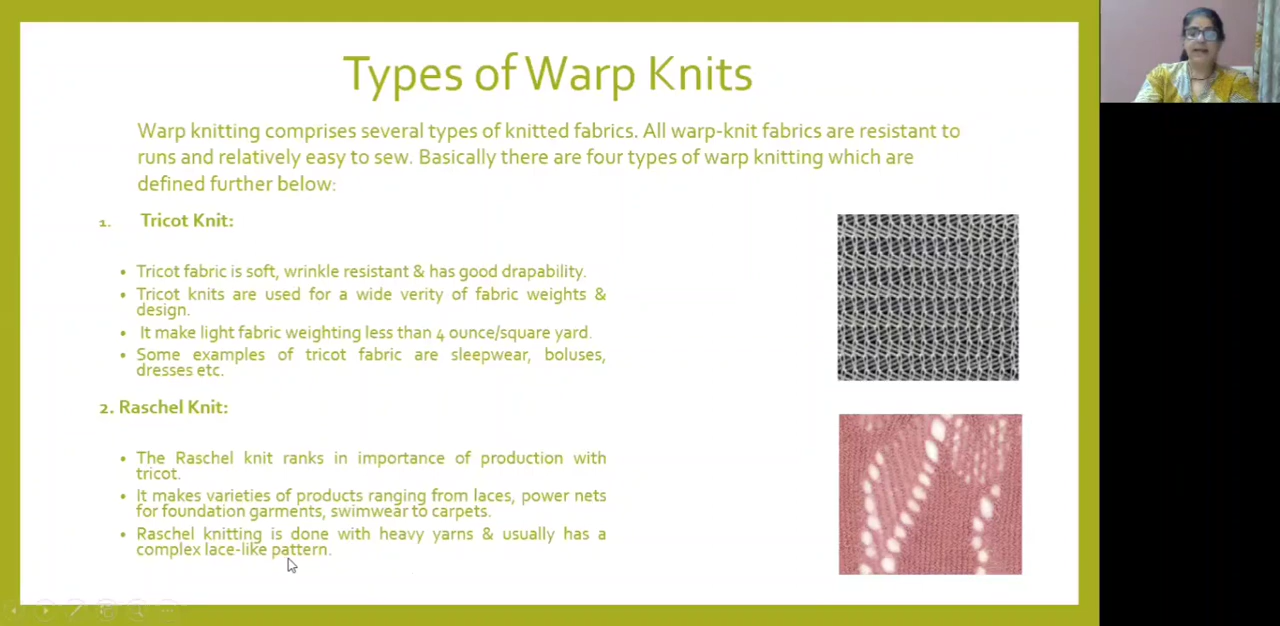 Types of Warp Knits
Warp knitting comprises several types of knitted fabrics. All warp-knit fabrics are resistant to
runs and relatively easy to sew. Basically there are four types of warp knitting which are
defined further below:
1. Tricot Knit:
• Tricot fabric is soft, wrinkle resistant & has good drapability.
• Tricot knits are used for a wide verity of fabric weights &
design.
• It make light fabric weighting less than 4 ounce/square yard.
• Some examples of tricot fabric are sleepwear, boluses,
dresses etc.
2. Raschel Knit:
• The Raschel knit ranks in importance of production with
tricot.
• It makes varieties of products ranging from laces, power nets
for foundation garments, swimwear to carpets.
• Raschel knitting is done with heavy yarns & usually has a
complex lace-like pattern.